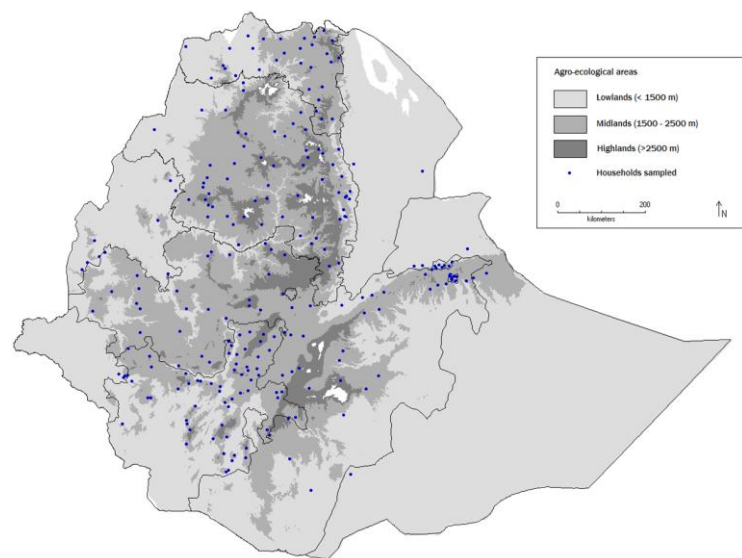 Agro-ecological areas
Lowlands (< 1500 m)
Midlands (1500 - 2500 m)
Highlands (>2500 m)
Households sampled
0 200
kilometers
N